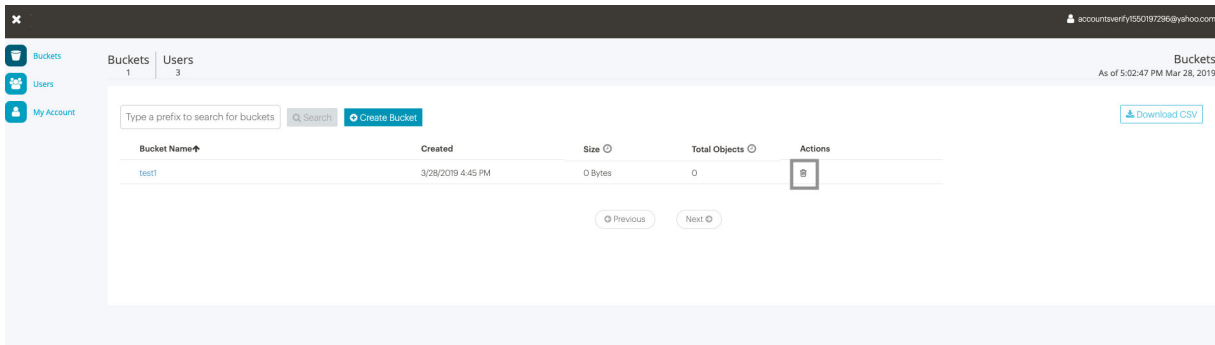 accountsverify1550197296@yahoo.com
Buckets
Users
My Account
Buckets Users
1 3
Buckets
As of 5:02:47 PM Mar 28, 2019
Type a prefix to search for buckets Search Create Bucket Download CSV
Bucket Name Created Size Total Objects Actions
test1 3/28/2019 4:45 PM 0 Bytes 0
Previous Next